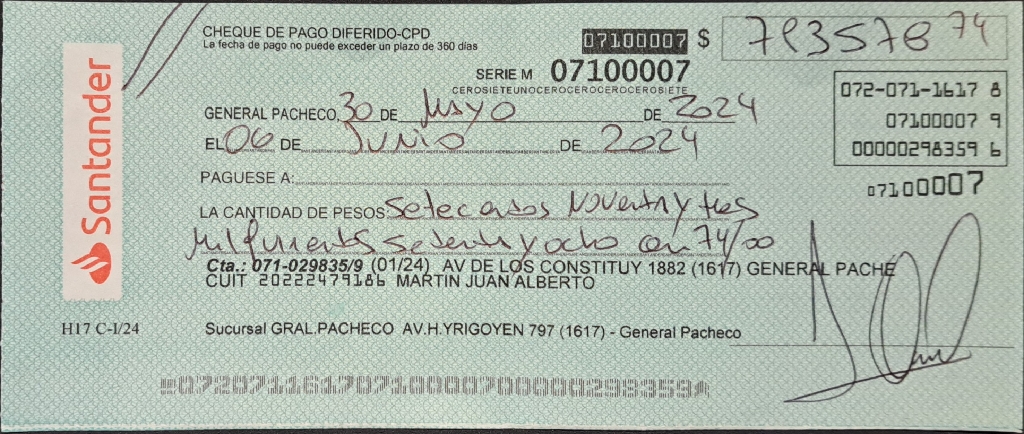 CHEQUE DE PAGO DIFERIDO-CPD
La fecha de pago no puede exceder un plazo de 360 días
07100007 $ 793578 74
SERIE M 07100007
CEROSIETEUNOCEROCEROCEROCEROSIETE
072-071-1617 8
07100007 9
00000298359 6
07100007
GENERAL PACHECO, 30 DE Mayo DE 2024
EL 06 DE JUNIO DE 2024
PAGUESE A:
LA CANTIDAD DE PESOS: Setecientos Noventa y tres
Mil quinientos setenta y ocho con 74/00
Cta.: 071-029835/9 (01/24) AV DE LOS CONSTITUY 1882 (1617) GENERAL PACHE
CUIT 20222479186 MARTIN JUAN ALBERTO
Santander
H17 C-I/24
Sucursal GRAL.PACHECO AV.H.YRIGOYEN 797 (1617) - General Pacheco
07207116170710000700000298359